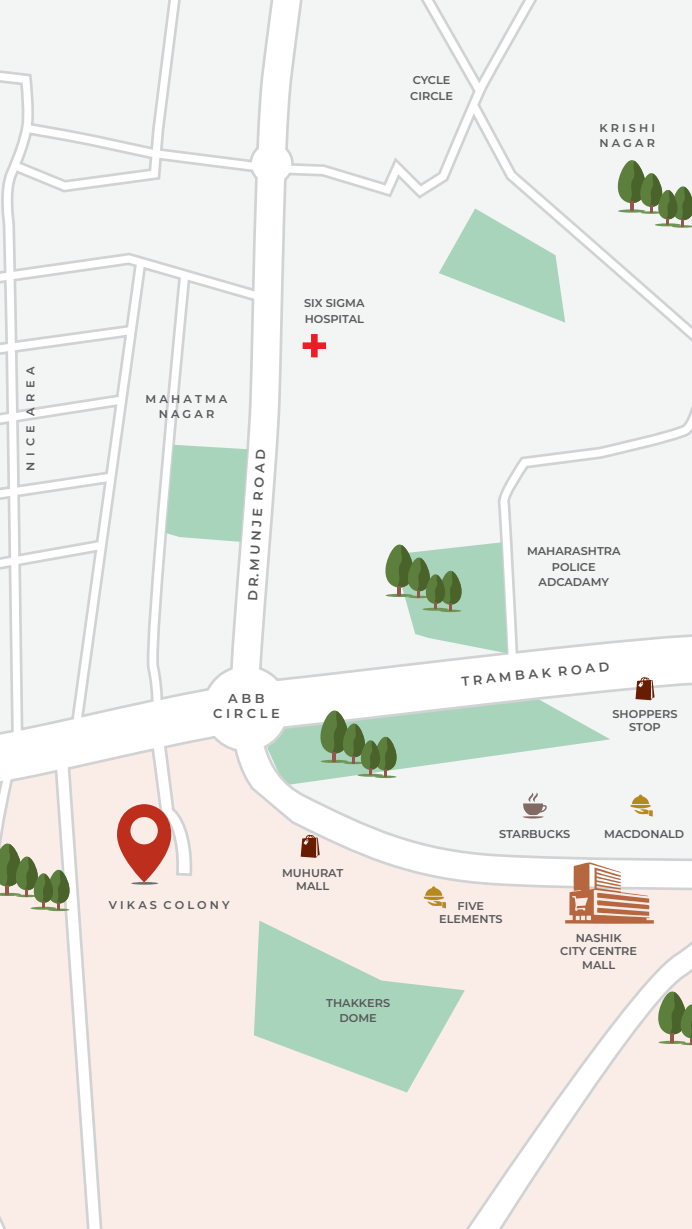 CYCLE
CIRCLE
KRISHI
NAGAR
SIX SIGMA
HOSPITAL
NICE AREA
MAHATMA
NAGAR
DR.MUNJE ROAD
MAHARASHTRA
POLICE
ADCADAMY
TRAMBAK ROAD
ABB
CIRCLE
SHOPPERS
STOP
STARBUCKS
MACDONALD
MUHURAT
MALL
VIKAS COLONY
FIVE
ELEMENTS
NASHIK
CITY CENTRE
MALL
THAKKERS
DOME